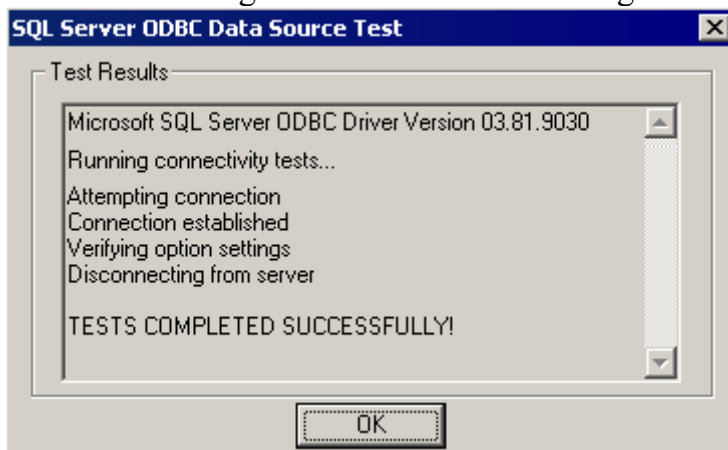 SQL Server ODBC Data Source Test
Test Results
Microsoft SQL Server ODBC Driver Version 03.81.9030
Running connectivity tests...
Attempting connection
Connection established
Verifying option settings
Disconnecting from server
TESTS COMPLETED SUCCESSFULLY!
OK